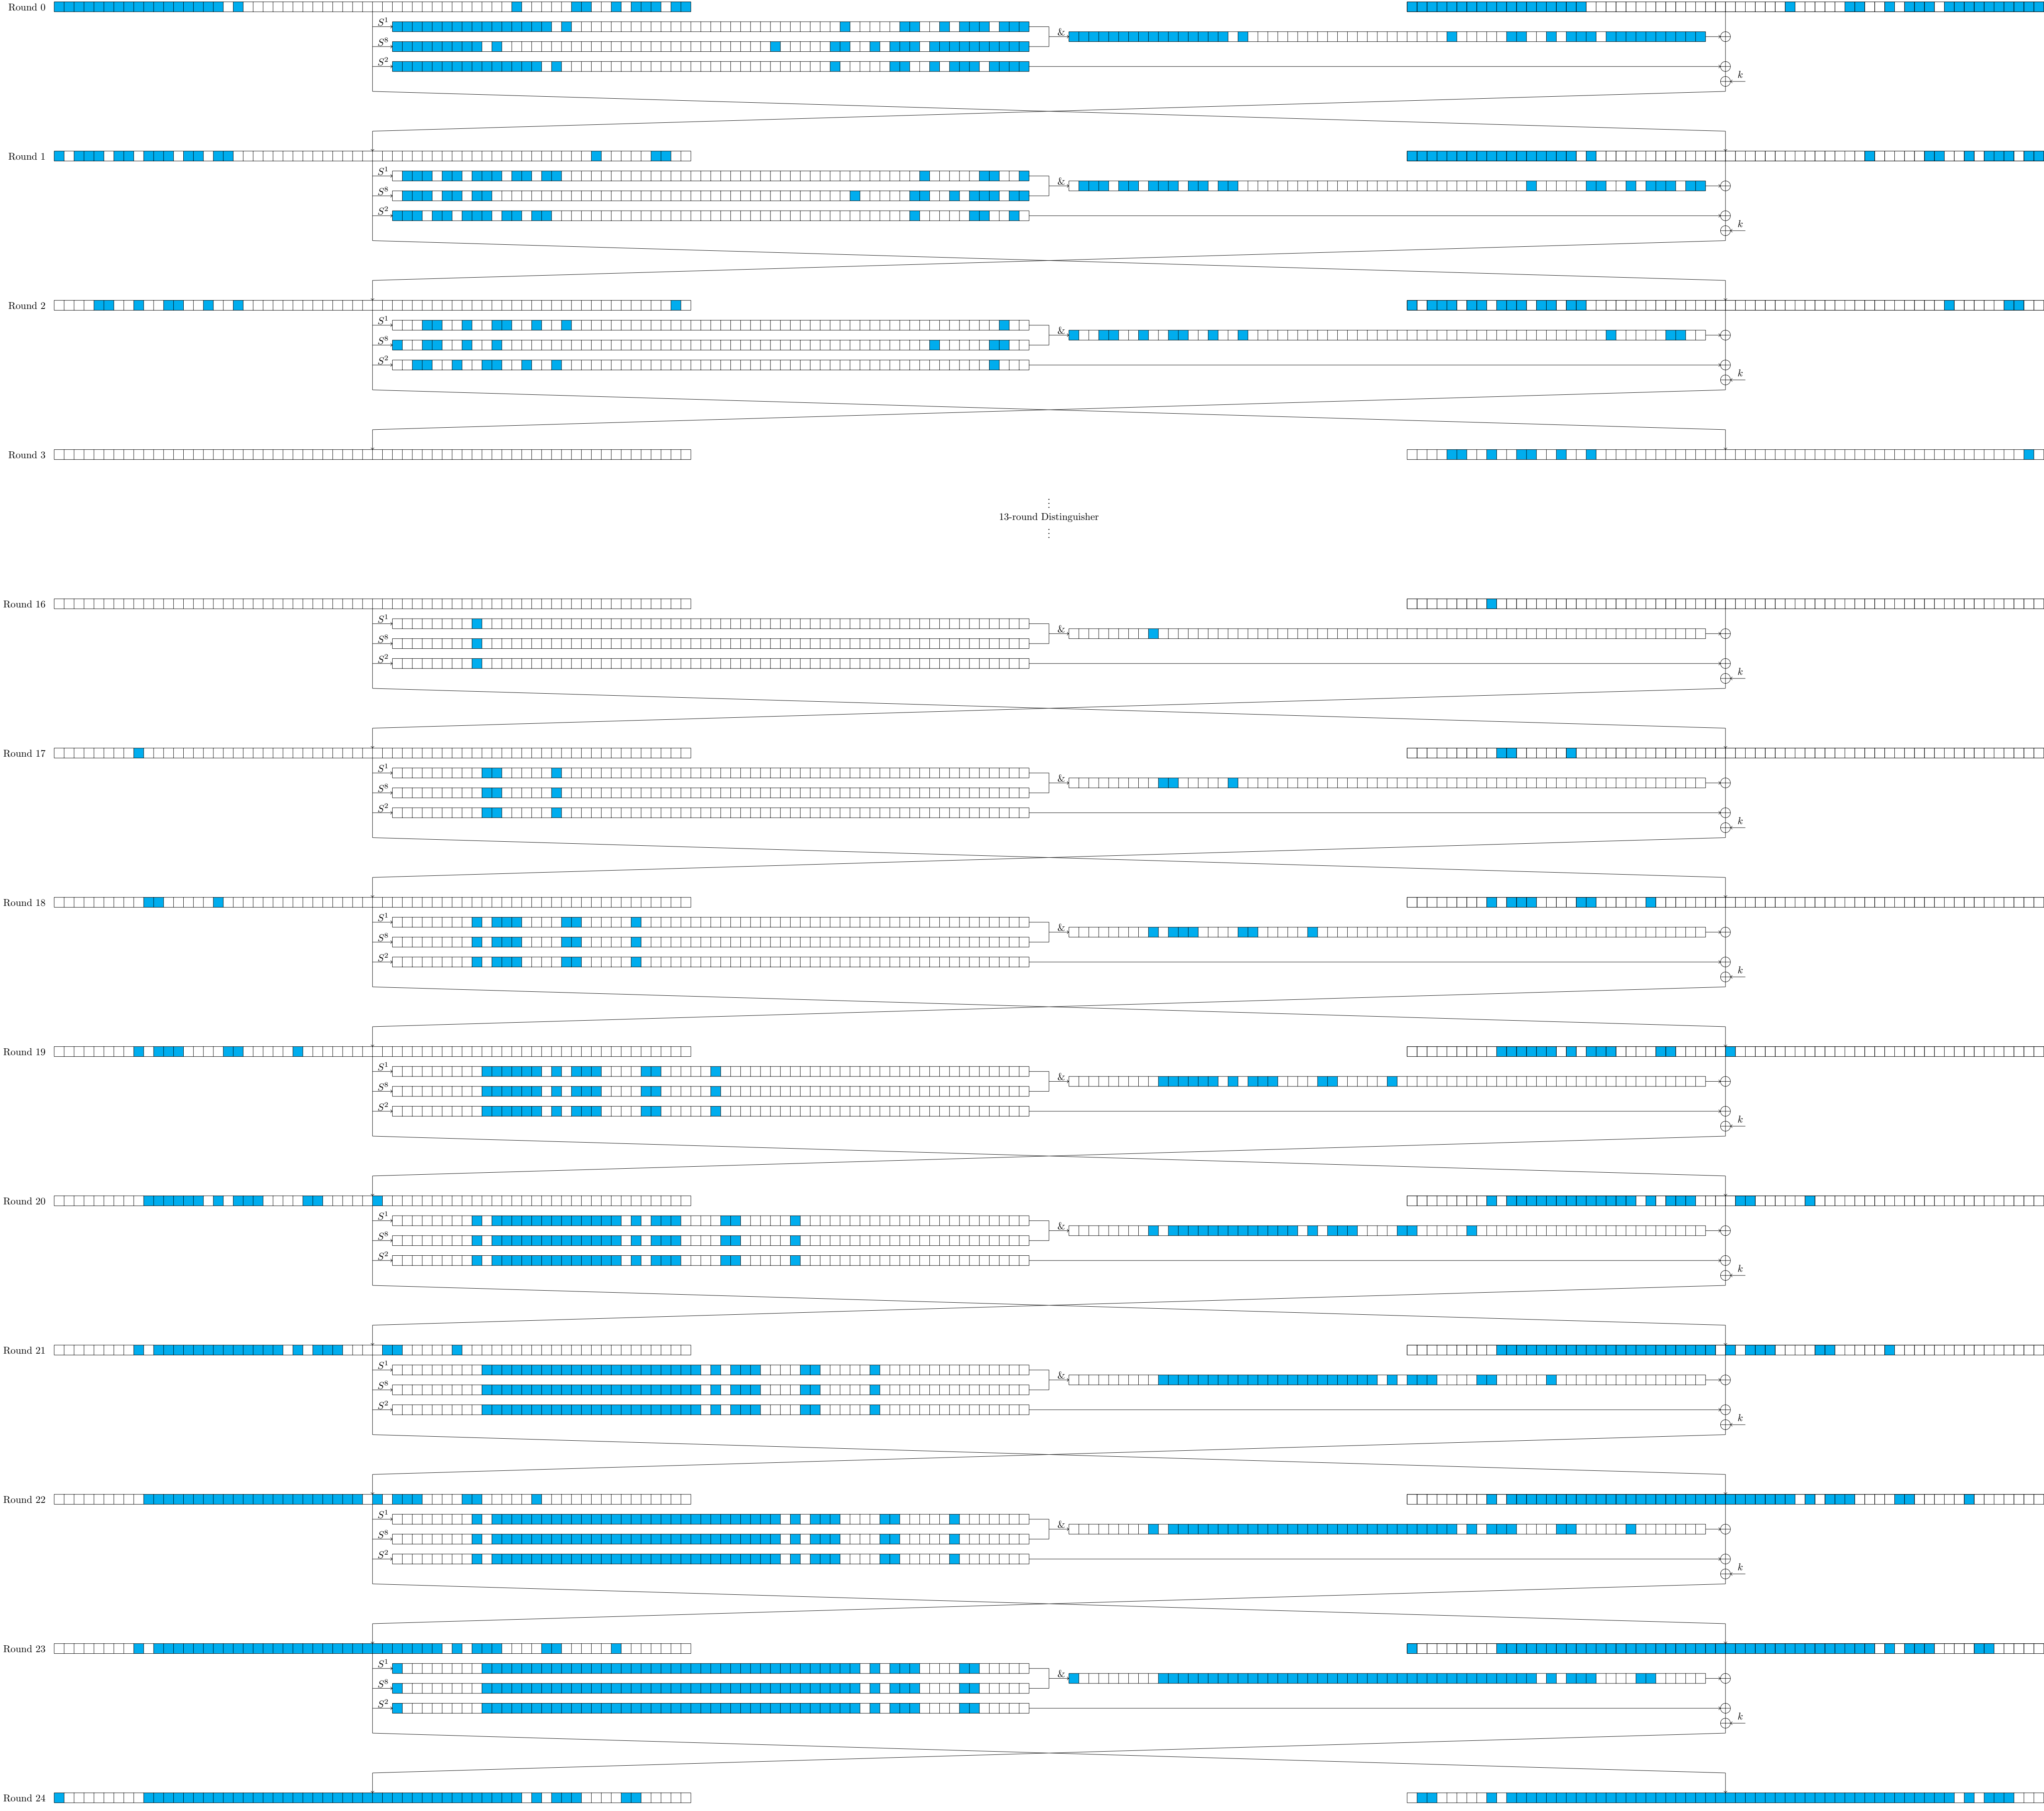 Round 0
S¹
&
S⁸
S²
k
Round 1
S¹
&
S⁸
S²
k
Round 2
S¹
&
S⁸
S²
k
Round 3
⋮
13-round Distinguisher
⋮
Round 16
S¹
&
S⁸
S²
k
Round 17
S¹
&
S⁸
S²
k
Round 18
S¹
&
S⁸
S²
k
Round 19
S¹
&
S⁸
S²
k
Round 20
S¹
&
S⁸
S²
k
Round 21
S¹
&
S⁸
S²
k
Round 22
S¹
&
S⁸
S²
k
Round 23
S¹
&
S⁸
S²
k
Round 24